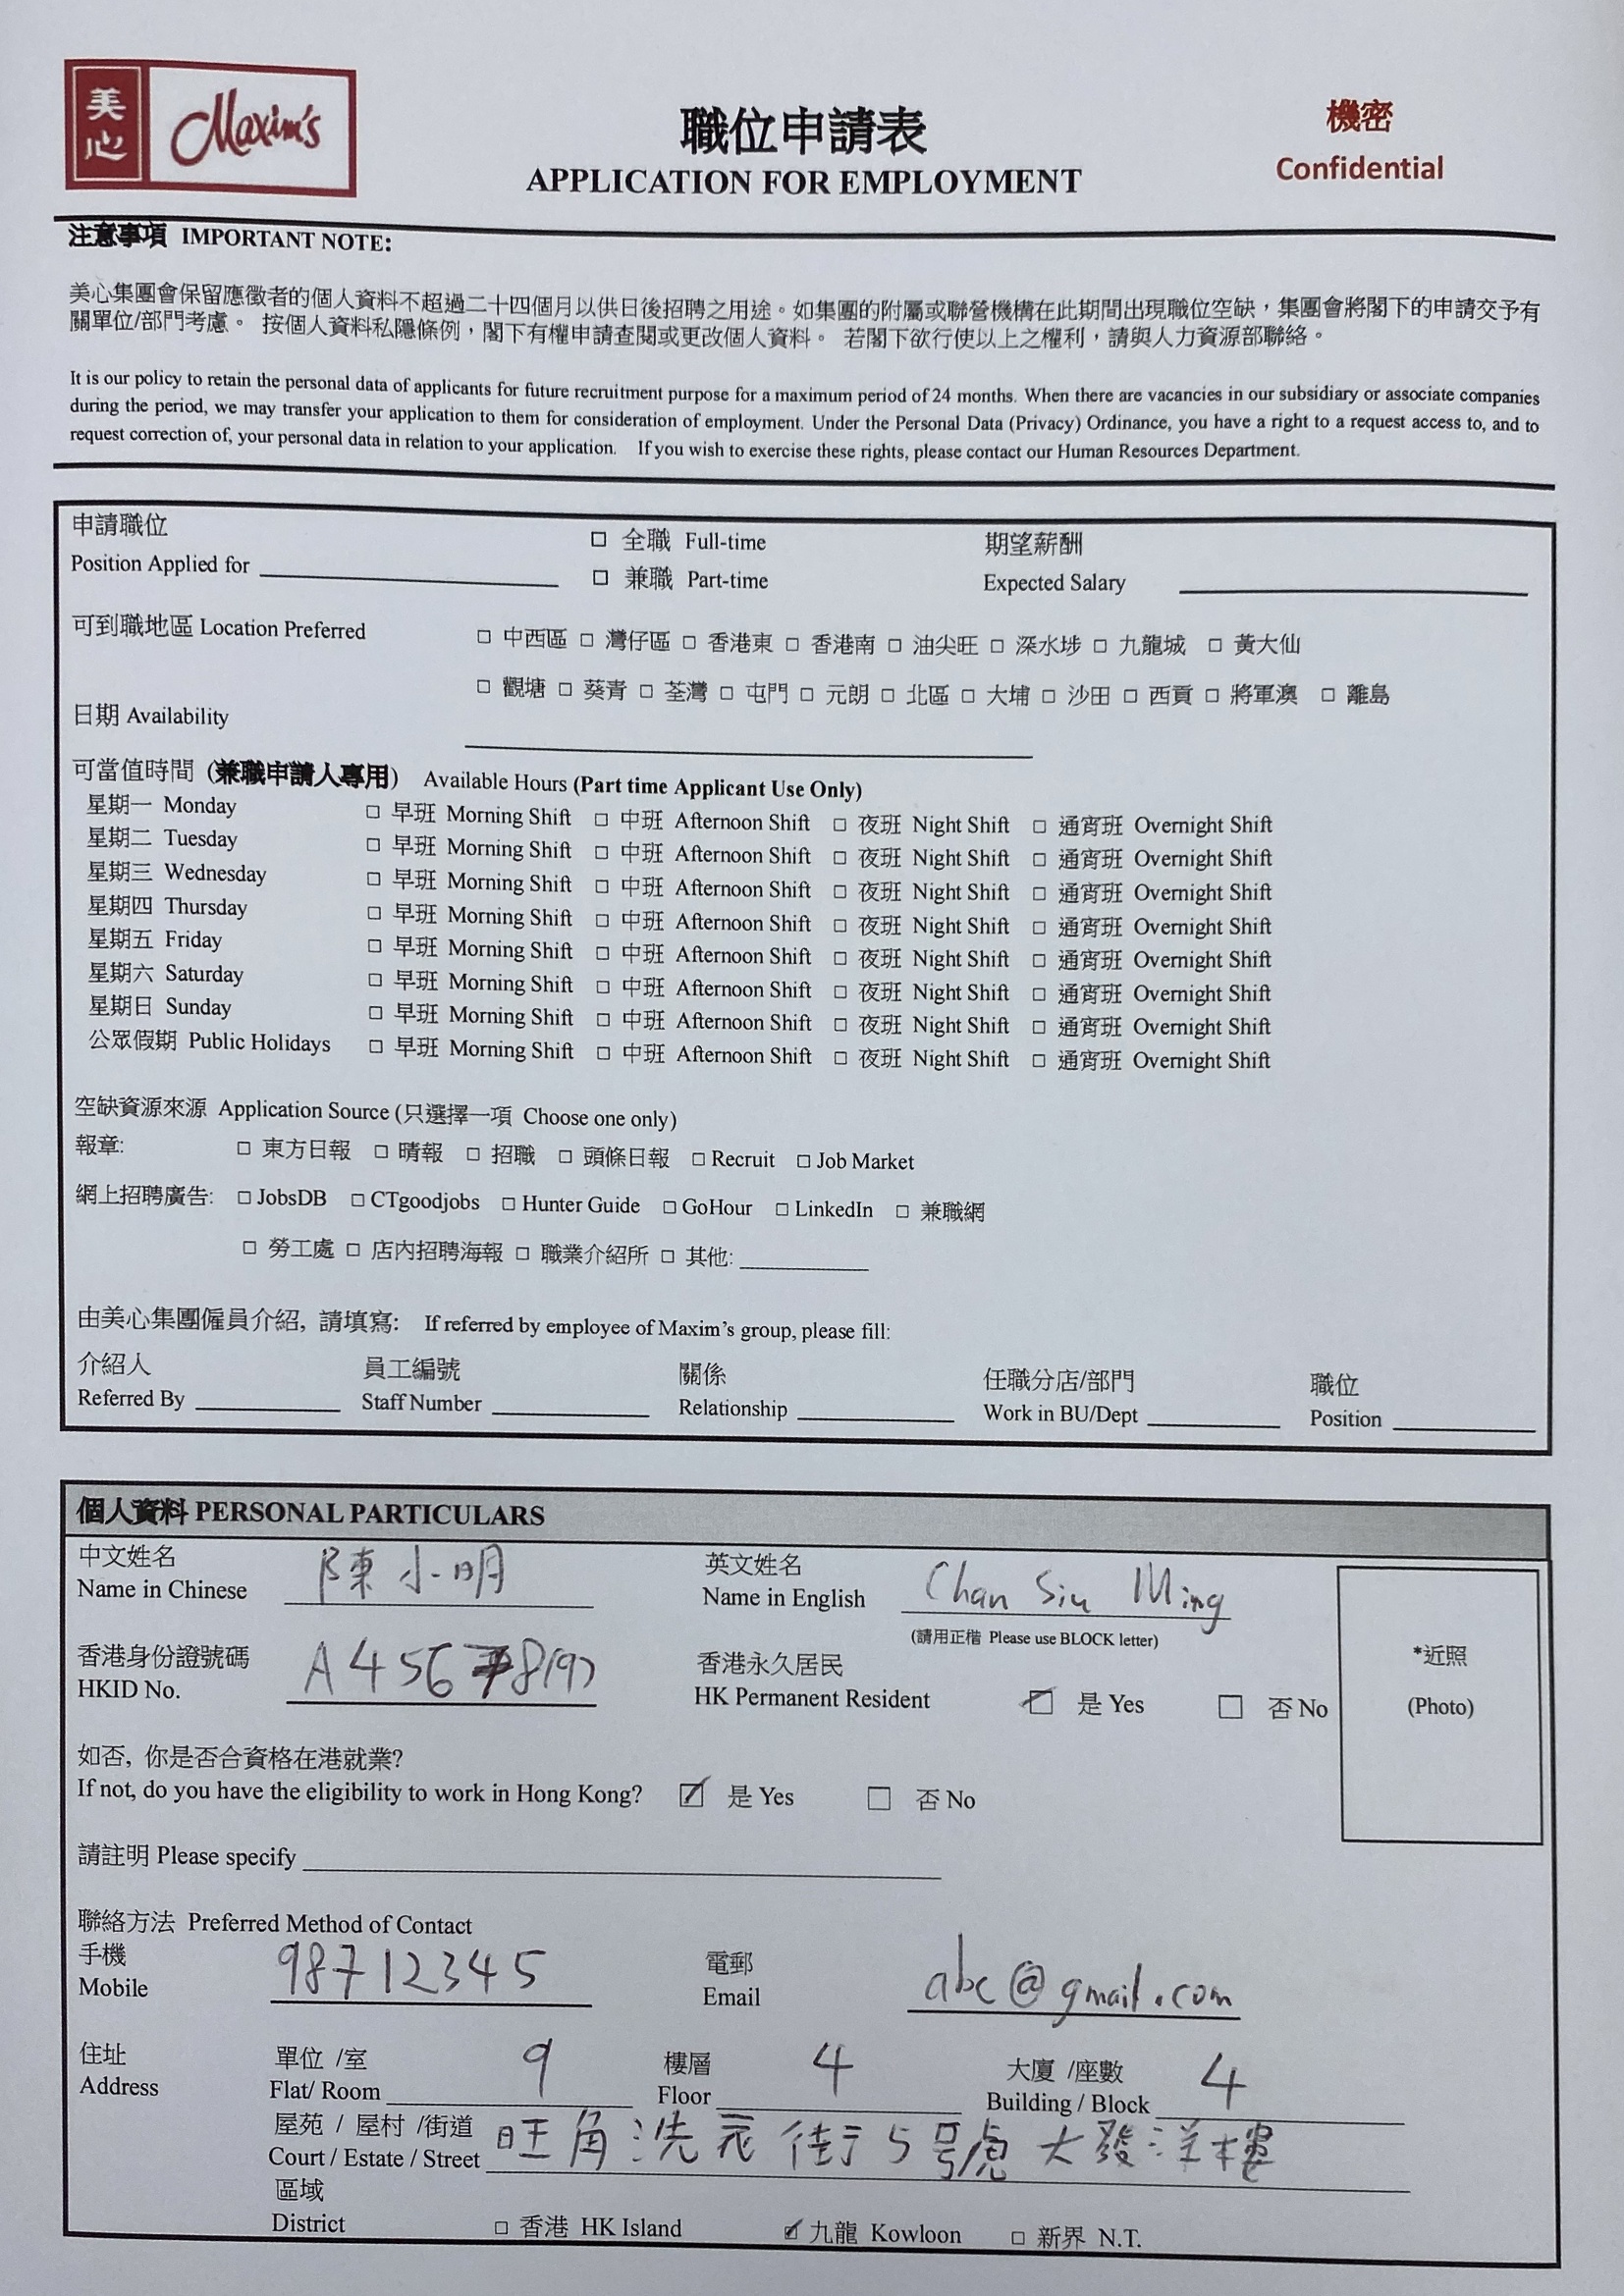 美心 Maxim's
職位申請表
APPLICATION FOR EMPLOYMENT
機密
Confidential
注意事項 IMPORTANT NOTE:
美心集團會保留應徵者的個人資料不超過二十四個月以供日後招聘之用途。如集團的附屬或聯營機構在此期間出現職位空缺，集團會將閣下的申請交予有
關單位/部門考慮。 按個人資料私隱條例，閣下有權申請查閱或更改個人資料。 若閣下欲行使以上之權利，請與人力資源部聯絡。
It is our policy to retain the personal data of applicants for future recruitment purpose for a maximum period of 24 months. When there are vacancies in our subsidiary or associate companies
during the period, we may transfer your application to them for consideration of employment. Under the Personal Data (Privacy) Ordinance, you have a right to a request access to, and to
request correction of, your personal data in relation to your application. If you wish to exercise these rights, please contact our Human Resources Department.
申請職位 □ 全職 Full-time 期望薪酬
Position Applied for □ 兼職 Part-time Expected Salary
可到職地區 Location Preferred □ 中西區 □ 灣仔區 □ 香港東 □ 香港南 □ 油尖旺 □ 深水埗 □ 九龍城 □ 黃大仙
□ 觀塘 □ 葵青 □ 荃灣 □ 屯門 □ 元朗 □ 北區 □ 大埔 □ 沙田 □ 西貢 □ 將軍澳 □ 離島
日期 Availability
可當值時間 (兼職申請人專用) Available Hours (Part time Applicant Use Only)
星期一 Monday □ 早班 Morning Shift □ 中班 Afternoon Shift □ 夜班 Night Shift □ 通宵班 Overnight Shift
星期二 Tuesday □ 早班 Morning Shift □ 中班 Afternoon Shift □ 夜班 Night Shift □ 通宵班 Overnight Shift
星期三 Wednesday □ 早班 Morning Shift □ 中班 Afternoon Shift □ 夜班 Night Shift □ 通宵班 Overnight Shift
星期四 Thursday □ 早班 Morning Shift □ 中班 Afternoon Shift □ 夜班 Night Shift □ 通宵班 Overnight Shift
星期五 Friday □ 早班 Morning Shift □ 中班 Afternoon Shift □ 夜班 Night Shift □ 通宵班 Overnight Shift
星期六 Saturday □ 早班 Morning Shift □ 中班 Afternoon Shift □ 夜班 Night Shift □ 通宵班 Overnight Shift
星期日 Sunday □ 早班 Morning Shift □ 中班 Afternoon Shift □ 夜班 Night Shift □ 通宵班 Overnight Shift
公眾假期 Public Holidays □ 早班 Morning Shift □ 中班 Afternoon Shift □ 夜班 Night Shift □ 通宵班 Overnight Shift
空缺資源來源 Application Source (只選擇一項 Choose one only)
報章: □ 東方日報 □ 晴報 □ 招職 □ 頭條日報 □ Recruit □ Job Market
網上招聘廣告: □ JobsDB □ CTgoodjobs □ Hunter Guide □ GoHour □ LinkedIn □ 兼職網
□ 勞工處 □ 店內招聘海報 □ 職業介紹所 □ 其他:
由美心集團僱員介紹, 請填寫: If referred by employee of Maxim's group, please fill:
介紹人 員工編號 關係 任職分店/部門 職位
Referred By Staff Number Relationship Work in BU/Dept Position
個人資料 PERSONAL PARTICULARS
中文姓名 陳小明 英文姓名 Chan Siu Ming
Name in Chinese Name in English
(請用正楷 Please use BLOCK letter)
*近照
(Photo)
香港身份證號碼 A45678(9) 香港永久居民
HKID No. HK Permanent Resident ☑ 是 Yes □ 否 No
如否, 你是否合資格在港就業?
If not, do you have the eligibility to work in Hong Kong? ☑ 是 Yes □ 否 No
請註明 Please specify
聯絡方法 Preferred Method of Contact
手機 98712345 電郵 abc@gmail.com
Mobile Email
住址 單位 /室 9 樓層 4 大廈 /座數 4
Address Flat/ Room Floor Building / Block
屋苑 / 屋村 /街道 旺角洗衣街5號大發洋樓
Court / Estate / Street
區域
District □ 香港 HK Island ☑ 九龍 Kowloon □ 新界 N.T.